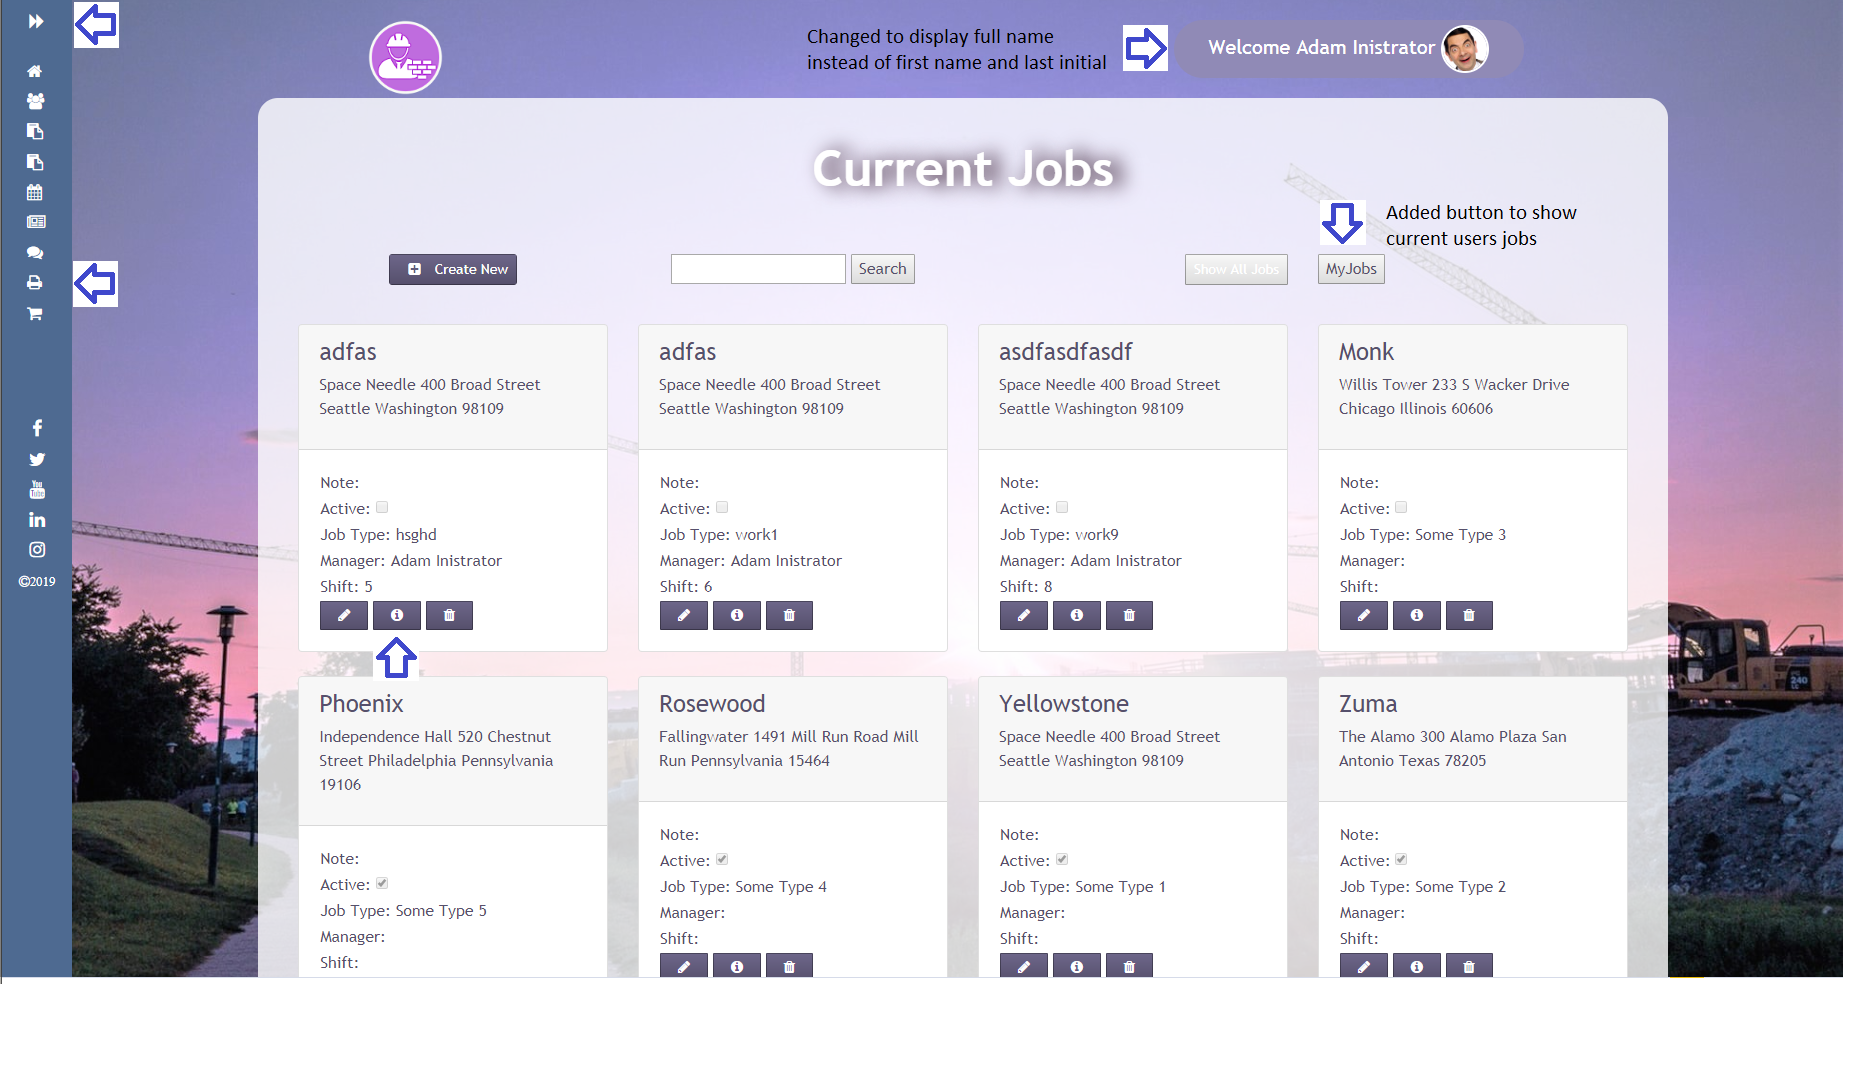 Changed to display full name
instead of first name and last initial
Welcome Adam Inistrator
Current Jobs
Added button to show
current users jobs
Create New
Search
Show All Jobs
MyJobs
adfas
Space Needle 400 Broad Street
Seattle Washington 98109
Note:
Active:
Job Type: hsghd
Manager: Adam Inistrator
Shift: 5
adfas
Space Needle 400 Broad Street
Seattle Washington 98109
Note:
Active:
Job Type: work1
Manager: Adam Inistrator
Shift: 6
asdfasdfasdf
Space Needle 400 Broad Street
Seattle Washington 98109
Note:
Active:
Job Type: work9
Manager: Adam Inistrator
Shift: 8
Monk
Willis Tower 233 S Wacker Drive
Chicago Illinois 60606
Note:
Active:
Job Type: Some Type 3
Manager:
Shift:
Phoenix
Independence Hall 520 Chestnut
Street Philadelphia Pennsylvania
19106
Note:
Active:
Job Type: Some Type 5
Manager:
Shift:
Rosewood
Fallingwater 1491 Mill Run Road Mill
Run Pennsylvania 15464
Note:
Active:
Job Type: Some Type 4
Manager:
Shift:
Yellowstone
Space Needle 400 Broad Street
Seattle Washington 98109
Note:
Active:
Job Type: Some Type 1
Manager:
Shift:
Zuma
The Alamo 300 Alamo Plaza San
Antonio Texas 78205
Note:
Active:
Job Type: Some Type 2
Manager:
Shift:
You
Tube
©2019
240